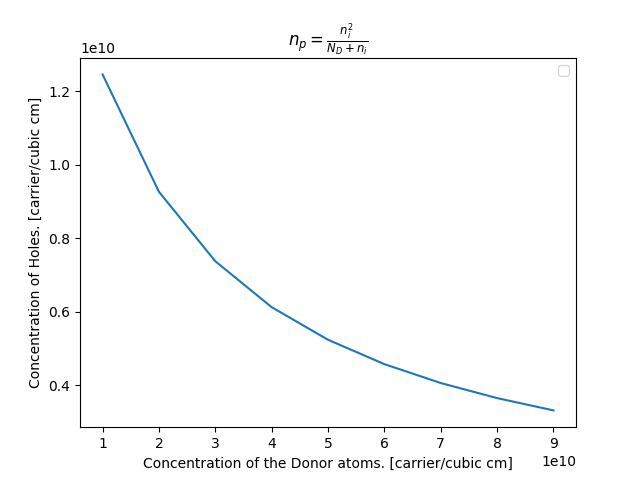 n_p = \frac{n_i^2}{N_D + n_i}
1e10
1.2
1.0
0.8
0.6
0.4
Concentration of Holes. [carrier/cubic cm]
1 2 3 4 5 6 7 8 9
1e10
Concentration of the Donor atoms. [carrier/cubic cm]